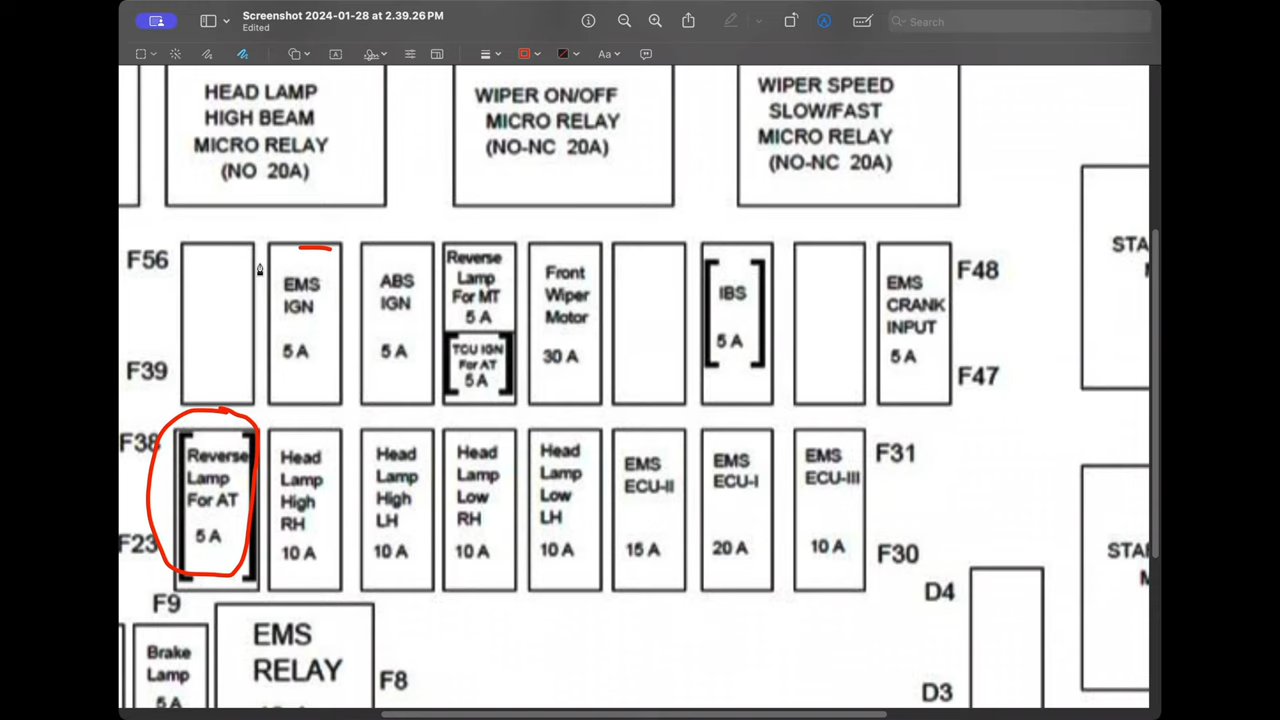 Screenshot 2024-01-28 at 2.39.26 PM
Edited
Search
Aa
HEAD LAMP
HIGH BEAM
MICRO RELAY
(NO 20A)
WIPER ON/OFF
MICRO RELAY
(NO-NC 20A)
WIPER SPEED
SLOW/FAST
MICRO RELAY
(NO-NC 20A)
STA
F56
F39
EMS
IGN
5 A
ABS
IGN
5 A
Reverse
Lamp
For MT
5 A
TCU IGN
For AT
5 A
Front
Wiper
Motor
30 A
IBS
5 A
EMS
CRANK
INPUT
5 A
F48
F47
F38
F23
Reverse
Lamp
For AT
5 A
Head
Lamp
High
RH
10 A
Head
Lamp
High
LH
10 A
Head
Lamp
Low
RH
10 A
Head
Lamp
Low
LH
10 A
EMS
ECU-II
15 A
EMS
ECU-I
20 A
EMS
ECU-III
10 A
F31
F30
STA
F9
Brake
Lamp
5 A
EMS
RELAY
F8
D4
D3